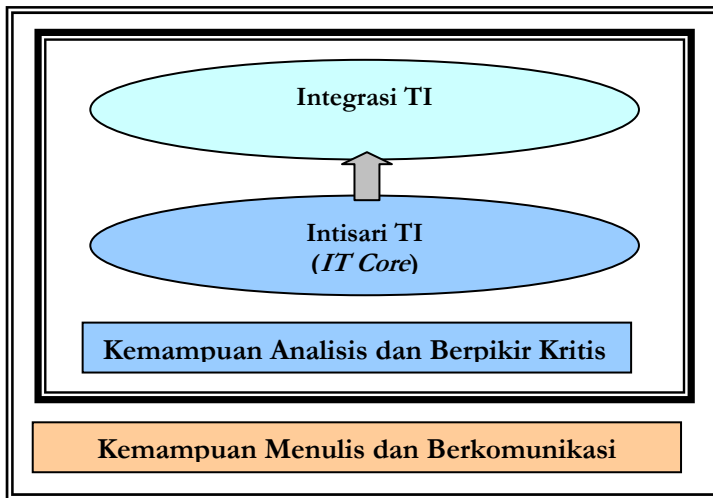 Integrasi TI
Intisari TI
(IT Core)
Kemampuan Analisis dan Berpikir Kritis
Kemampuan Menulis dan Berkomunikasi